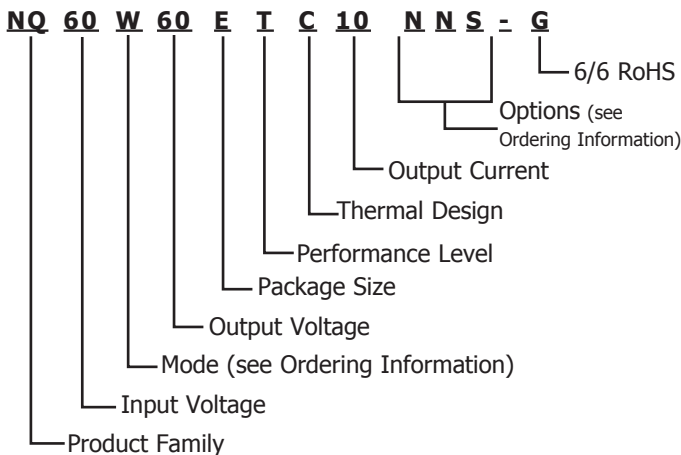 NQ 60 W 60 E T C 10 N N S - G
6/6 RoHS
Options (see
Ordering Information)
Output Current
Thermal Design
Performance Level
Package Size
Output Voltage
Mode (see Ordering Information)
Input Voltage
Product Family